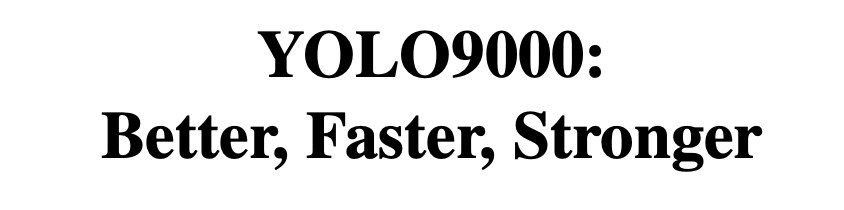 YOLO9000:
Better, Faster, Stronger